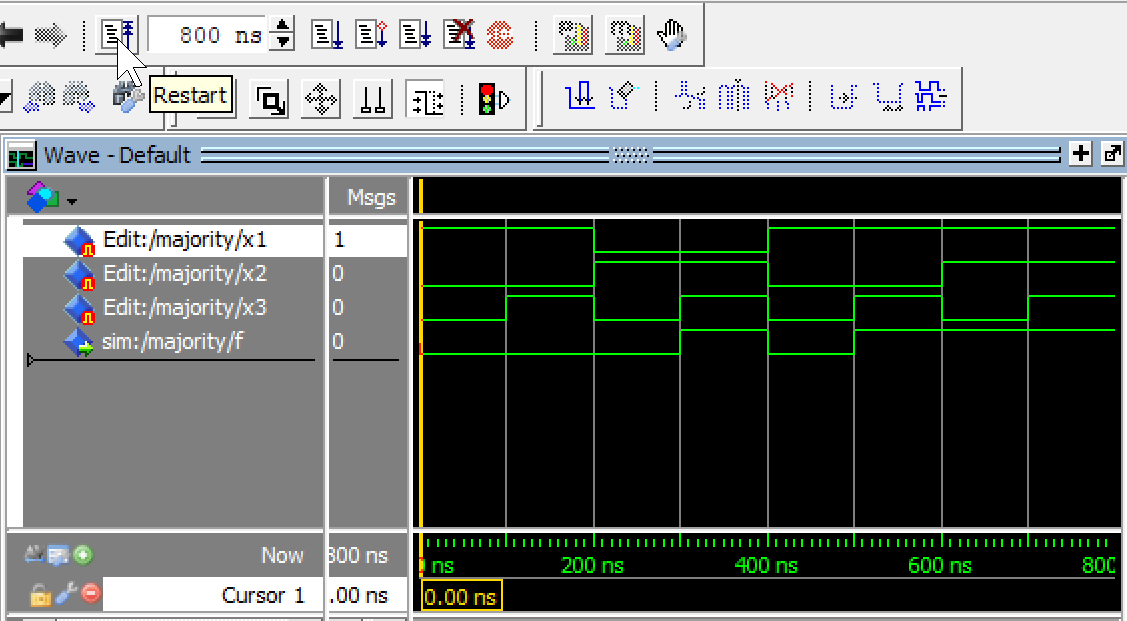 800 ns
Restart
Wave - Default
Msgs
Edit:/majority/x1 1
Edit:/majority/x2 0
Edit:/majority/x3 0
sim:/majority/f 0
Now 800 ns
ns 200 ns 400 ns 600 ns 800
Cursor 1 .00 ns
0.00 ns